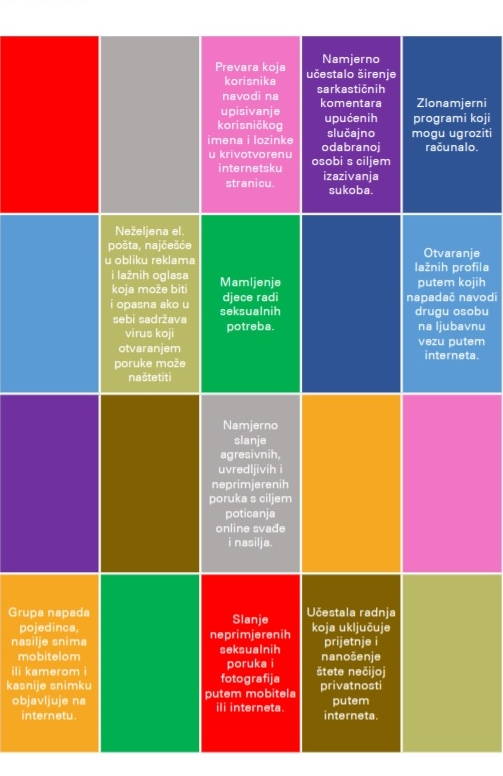 Prevara koja
korisnika
navodi na
upisivanje
korisničkog
imena i lozinke
u krivotvorenu
internetsku
stranicu.
Namjerno
učestalo širenje
sarkastičnih
komentara
upućenih
slučajno
odabranoj
osobi s ciljem
izazivanja
sukoba.
Zlonamjerni
programi koji
mogu ugroziti
računalo.
Neželjena el.
pošta, najčešće
u obliku reklama
i lažnih oglasa
koja može biti
i opasna ako u
sebi sadržava
virus koji
otvaranjem
poruke može
naštetiti
Mamljenje
djece radi
seksualnih
potreba.
Otvaranje
lažnih profila
putem kojih
napadač navodi
drugu osobu
na ljubavnu
vezu putem
interneta.
Namjerno
slanje
agresivnih,
uvredljivih i
neprimjerenih
poruka s ciljem
poticanja
online svađe
i nasilja.
Grupa napada
pojedinca,
nasilje snima
mobitelom
ili kamerom i
kasnije snimku
objavljuje na
internetu.
Slanje
neprimjerenih
seksualnih
poruka i
fotografija
putem mobitela
ili interneta.
Učestala radnja
koja uključuje
prijetnje i
nanošenje
štete nečijoj
privatnosti
putem
interneta.